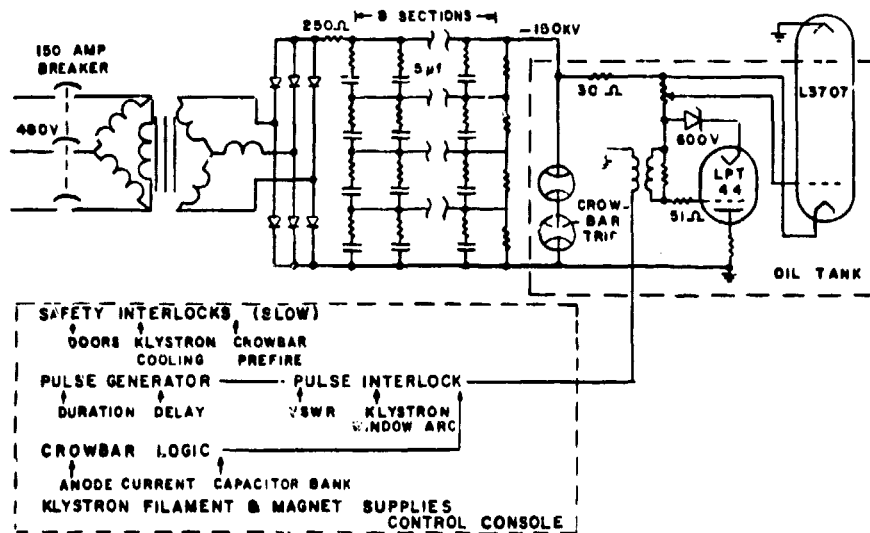 8 SECTIONS
250Ω
-150KV
150 AMP
BREAKER
5μf
30Ω
L3707
480V
600V
LPT
44
CROW-
BAR
TRIG
51Ω
OIL TANK
SAFETY INTERLOCKS (SLOW)
DOORS KLYSTRON CROWBAR
COOLING PREFIRE
PULSE GENERATOR PULSE INTERLOCK
DURATION DELAY VSWR KLYSTRON
WINDOW ARC
CROWBAR LOGIC
ANODE CURRENT CAPACITOR BANK
KLYSTRON FILAMENT & MAGNET SUPPLIES
CONTROL CONSOLE